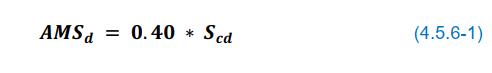 AMS_d = 0.40 * S_cd (4.5.6-1)